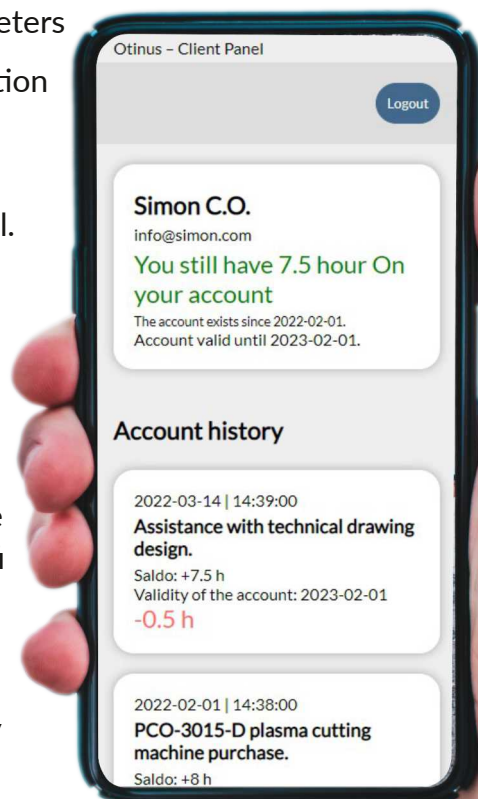 eters
tion
l.
e
u
Otinus – Client Panel
Logout
Simon C.O.
info@simon.com
You still have 7.5 hour On
your account
The account exists since 2022-02-01.
Account valid until 2023-02-01.
Account history
2022-03-14 | 14:39:00
Assistance with technical drawing
design.
Saldo: +7.5 h
Validity of the account: 2023-02-01
-0.5 h
2022-02-01 | 14:38:00
PCO-3015-D plasma cutting
machine purchase.
Saldo: +8 h